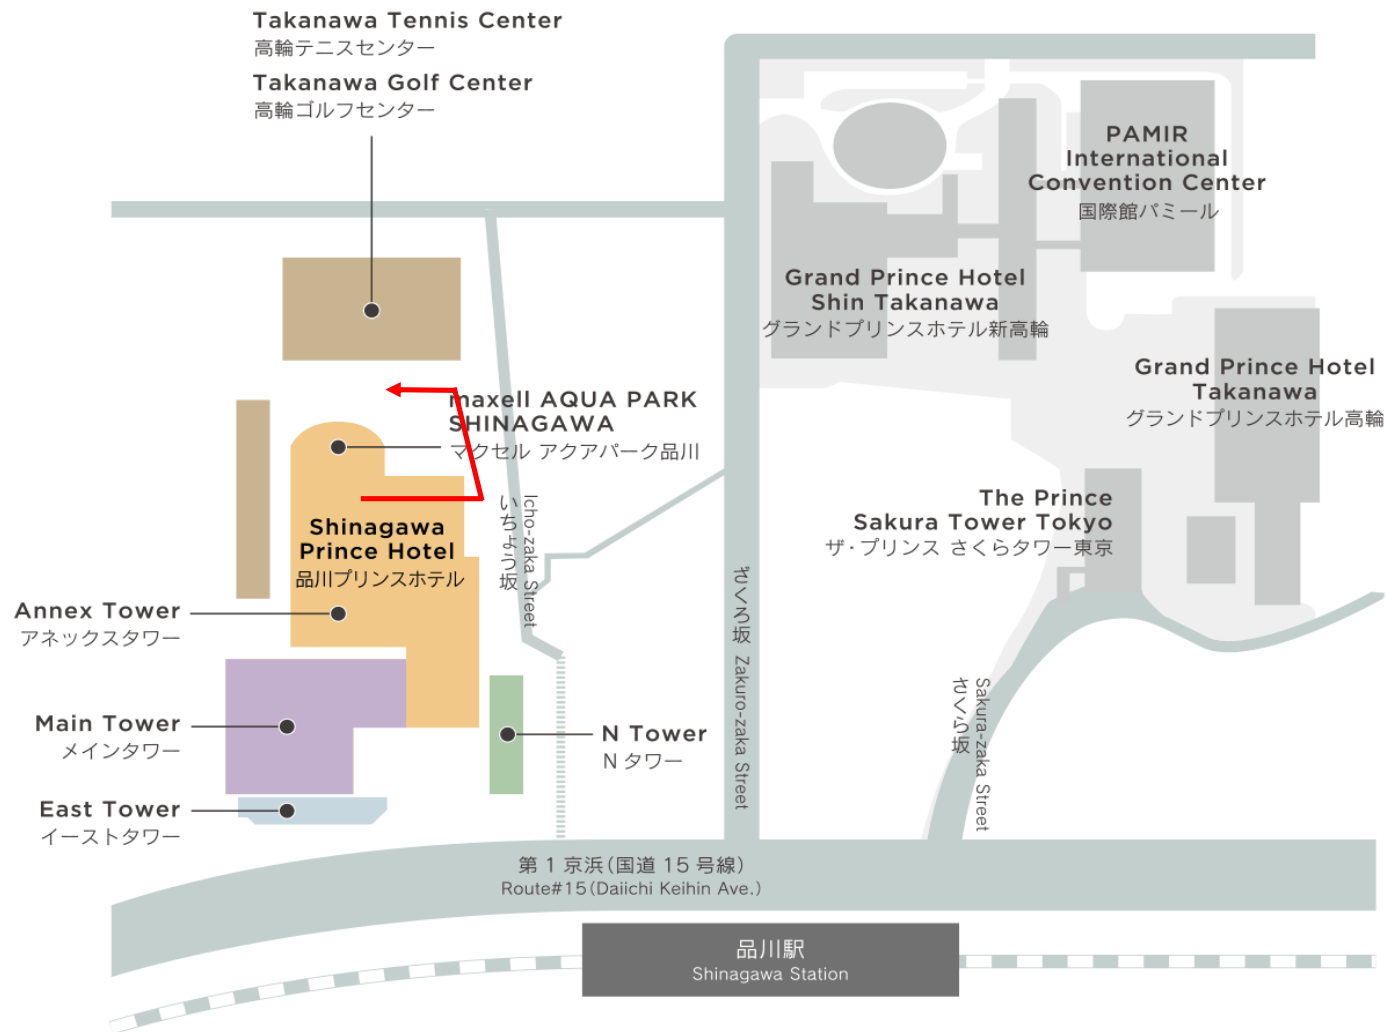 Takanawa Tennis Center
高輪テニスセンター
Takanawa Golf Center
高輪ゴルフセンター
PAMIR
International
Convention Center
国際館パミール
Grand Prince Hotel
Shin Takanawa
グランドプリンスホテル新高輪
Grand Prince Hotel
Takanawa
グランドプリンスホテル高輪
maxell AQUA PARK
SHINAGAWA
マクセル アクアパーク品川
Icho-zaka Street
いちょう坂
Shinagawa
Prince Hotel
品川プリンスホテル
The Prince
Sakura Tower Tokyo
ザ・プリンス さくらタワー東京
Annex Tower
アネックスタワー
ざくろ坂 Zakuro-zaka Street
Main Tower
メインタワー
N Tower
N タワー
Sakura-zaka Street
さくら坂
East Tower
イーストタワー
第 1 京浜(国道 15 号線)
Route#15(Daiichi Keihin Ave.)
品川駅
Shinagawa Station